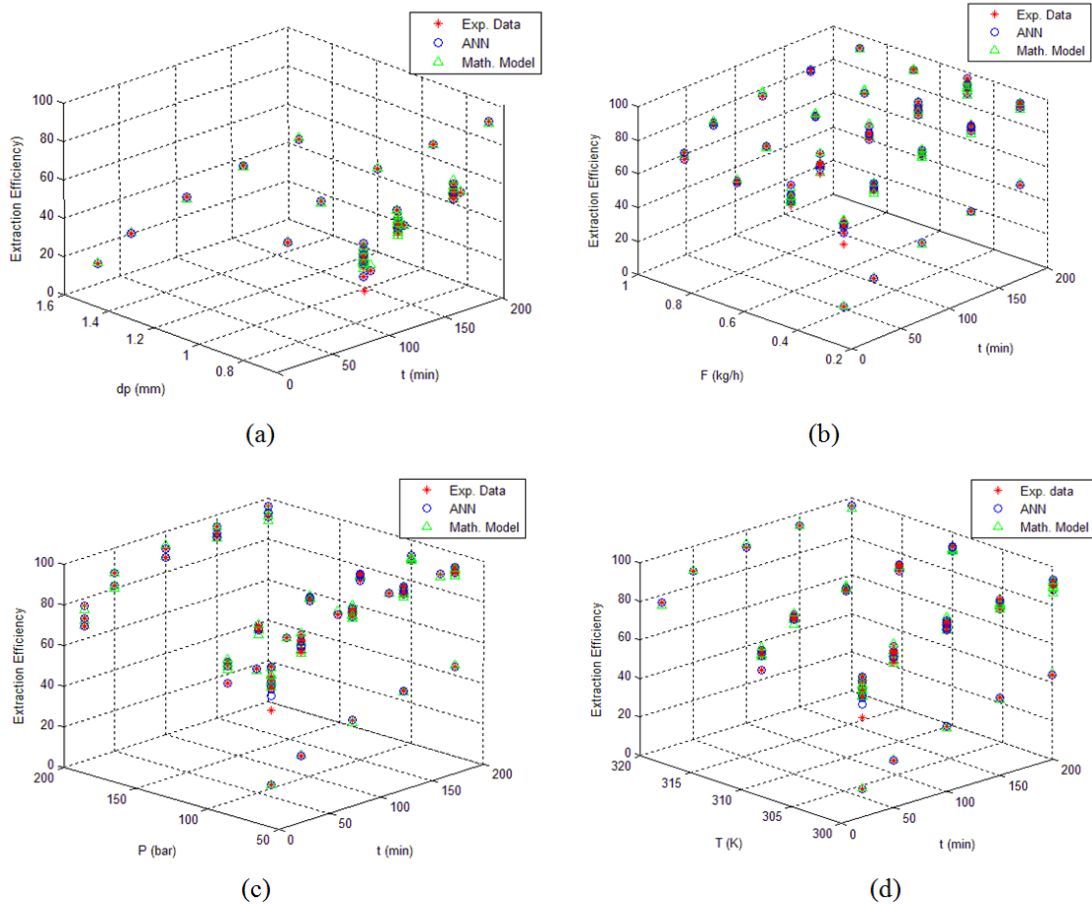 Exp. Data
ANN
Math. Model
Extraction Efficiency
100
80
60
40
20
0
1.6
1.4
1.2
1
0.8
0
50
100
150
200
dp (mm)
t (min)
(a)
Exp. Data
ANN
Math. Model
Extraction Efficiency
100
80
60
40
20
0
1
0.8
0.6
0.4
0.2
0
50
100
150
200
F (kg/h)
t (min)
(b)
Exp. Data
ANN
Math. Model
Extraction Efficiency
100
80
60
40
20
0
200
150
100
50
0
50
100
150
200
P (bar)
t (min)
(c)
Exp. data
ANN
Math. Model
Extraction Efficiency
100
80
60
40
20
0
320
315
310
305
300
0
50
100
150
200
T (K)
t (min)
(d)